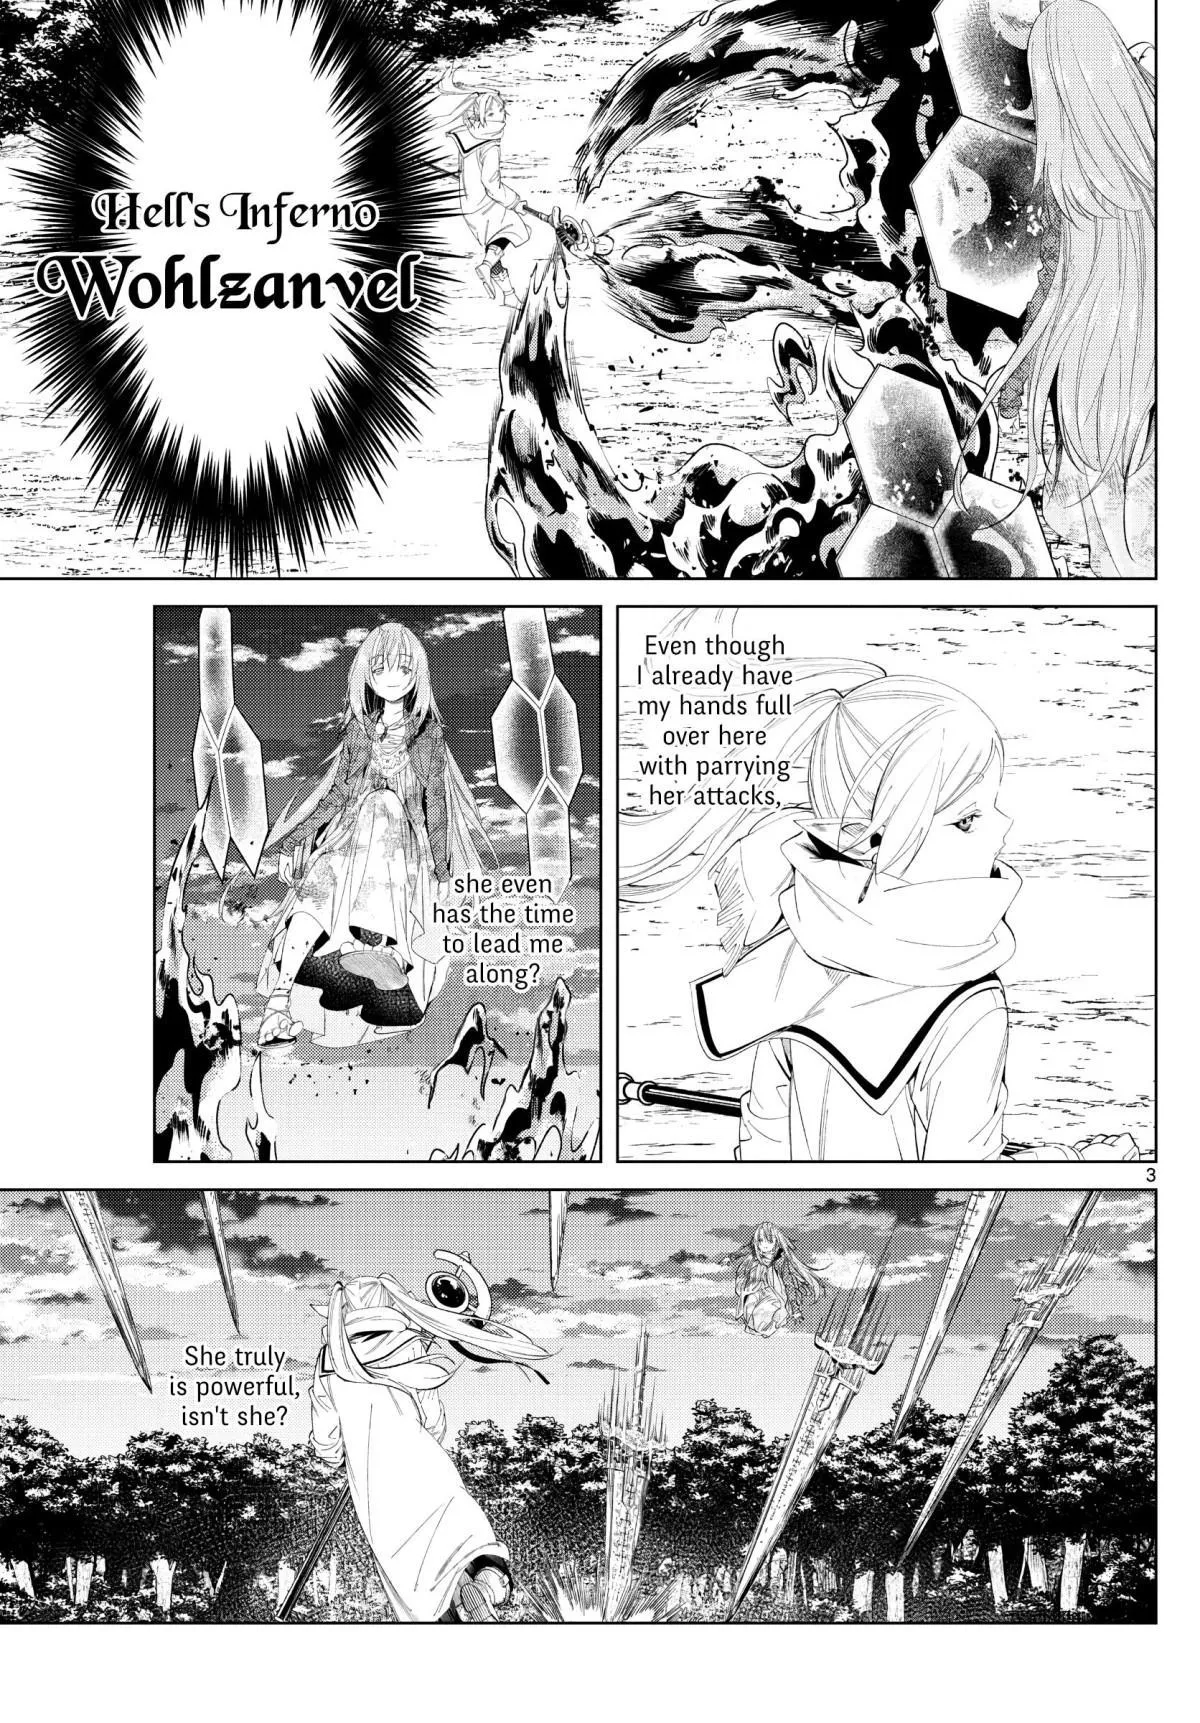 Hell's Inferno
Wohlzanvel
Even though
I already have
my hands full
over here
with parrying
her attacks,
she even
has the time
to lead me
along?
3
She truly
is powerful,
isn't she?